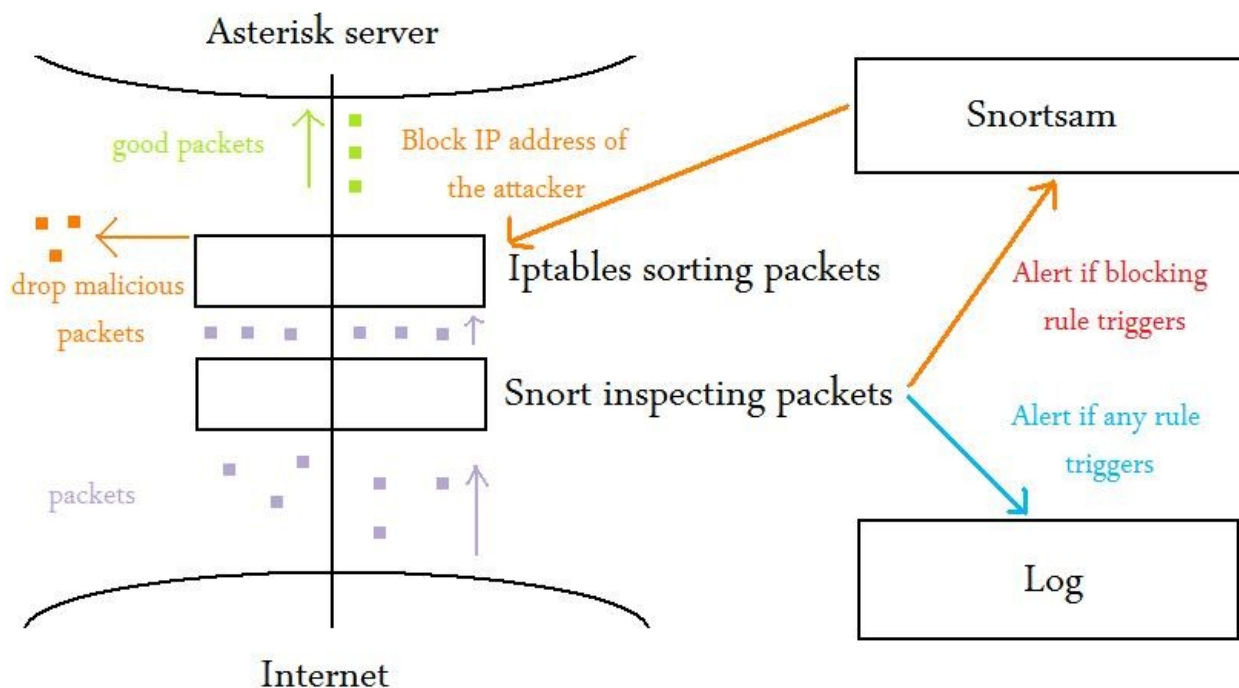 Asterisk server
good packets
Block IP address of
the attacker
Snortsam
drop malicious
packets
Iptables sorting packets
Alert if blocking
rule triggers
Snort inspecting packets
Alert if any rule
triggers
packets
Log
Internet